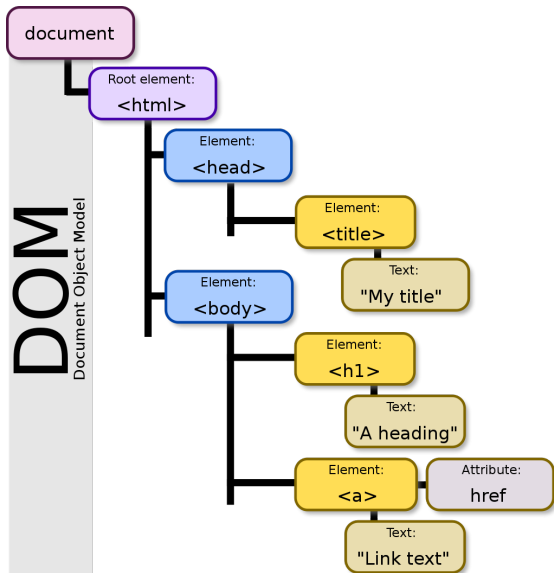 document
Root element:
<html>
Element:
<head>
Element:
<title>
Text:
"My title"
Element:
<body>
Element:
<h1>
Text:
"A heading"
Element:
<a>
Attribute:
href
Text:
"Link text"
DOM
Document Object Model